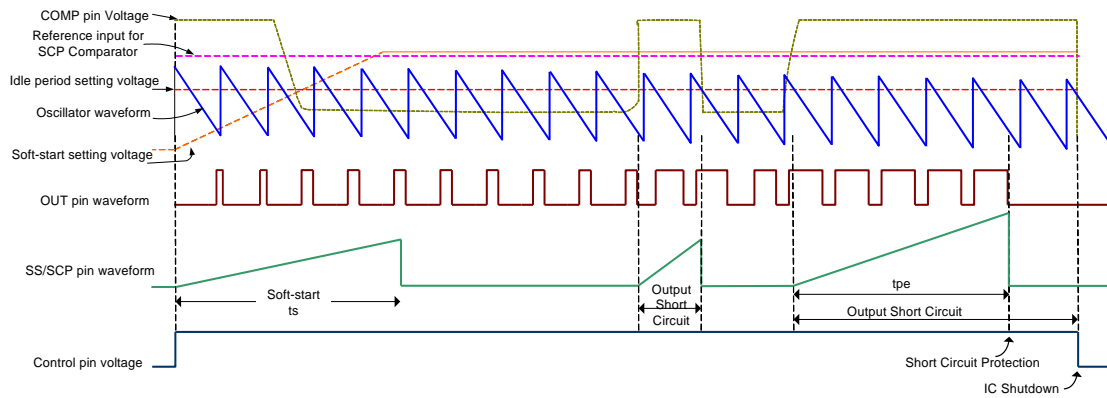 COMP pin Voltage
Reference input for
SCP Comparator
Idle period setting voltage
Oscillator waveform
Soft-start setting voltage
OUT pin waveform
SS/SCP pin waveform
Soft-start
ts
Output
Short
Circuit
tpe
Output Short Circuit
Control pin voltage
Short Circuit Protection
IC Shutdown